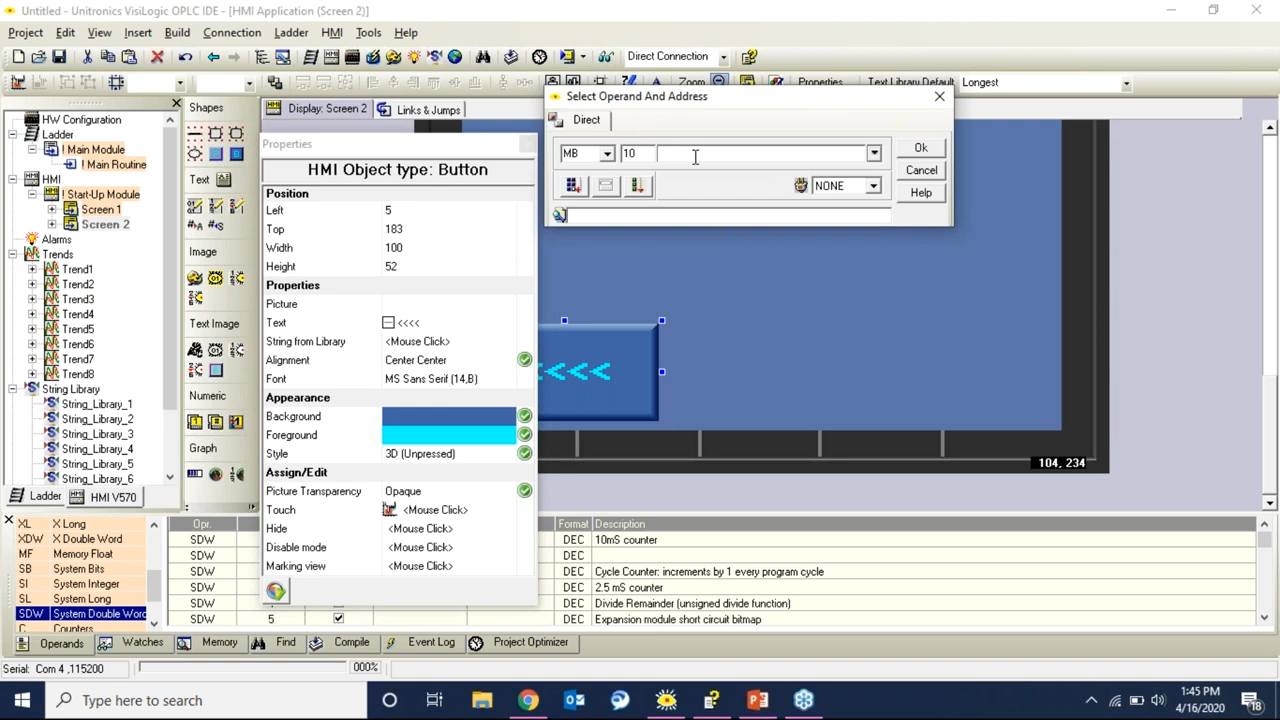 Untitled - Unitronics VisiLogic OPLC IDE - [HMI Application (Screen 2)]
Project Edit View Insert Build Connection Ladder HMI Tools Help
Direct Connection
Zoom Properties Text Library Default Longest
HW Configuration
Ladder
! Main Module
! Main Routine
HMI
! Start-Up Module
Screen 1
Screen 2
Alarms
Trends
Trend1
Trend2
Trend3
Trend4
Trend5
Trend6
Trend7
Trend8
String Library
String_Library_1
String_Library_2
String_Library_3
String_Library_4
String_Library_5
String_Library_6
Ladder HMI V570
Shapes
Text
Image
Text Image
Numeric
Graph
Display: Screen 2 Links & Jumps
Properties
HMI Object type: Button
Position
Left 5
Top 183
Width 100
Height 52
Properties
Picture
Text <<<<
String from Library <Mouse Click>
Alignment Center Center
Font MS Sans Serif (14,B)
Appearance
Background
Foreground
Style 3D (Unpressed)
Assign/Edit
Picture Transparency Opaque
Touch <Mouse Click>
Hide <Mouse Click>
Disable mode <Mouse Click>
Marking view <Mouse Click>
Select Operand And Address
Direct
MB 10
Ok
Cancel
Help
NONE
<<<
104, 234
XL X Long
XDW X Double Word
MF Memory Float
SB System Bits
SI System Integer
SL System Long
SDW System Double Word
C Counters
Opr. Format Description
SDW DEC 10mS counter
SDW DEC
SDW DEC Cycle Counter: increments by 1 every program cycle
SDW DEC 2.5 mS counter
SDW 4 DEC Divide Remainder (unsigned divide function)
SDW 5 DEC Expansion module short circuit bitmap
Operands Watches Memory Find Compile Event Log Project Optimizer
Serial: Com 4 ,115200 000%
Type here to search
1:45 PM
4/16/2020
18